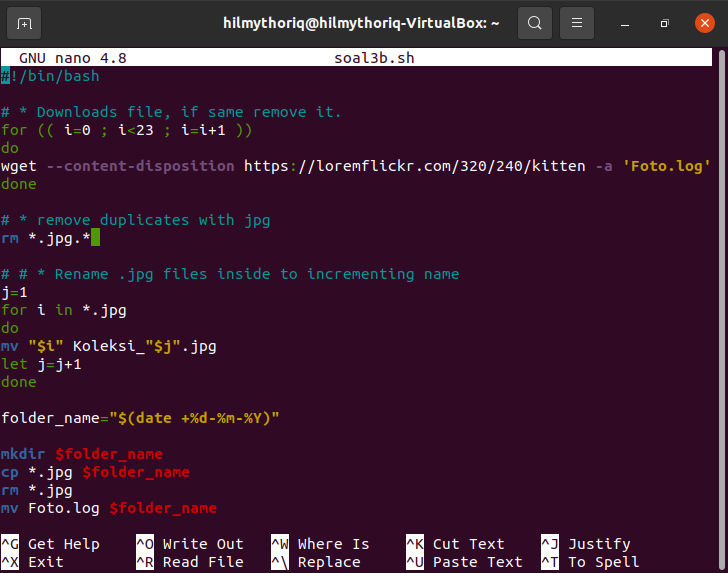 hilmythoriq@hilmythoriq-VirtualBox: ~
GNU nano 4.8 soal3b.sh
#!/bin/bash
# * Downloads file, if same remove it.
for (( i=0 ; i<23 ; i=i+1 ))
do
wget --content-disposition https://loremflickr.com/320/240/kitten -a 'Foto.log'
done
# * remove duplicates with jpg
rm *.jpg.*
# # * Rename .jpg files inside to incrementing name
j=1
for i in *.jpg
do
mv "$i" Koleksi_"$j".jpg
let j=j+1
done
folder_name="$(date +%d-%m-%Y)"
mkdir $folder_name
cp *.jpg $folder_name
rm *.jpg
mv Foto.log $folder_name
^G Get Help ^O Write Out ^W Where Is ^K Cut Text ^J Justify
^X Exit ^R Read File ^\ Replace ^U Paste Text ^T To Spell